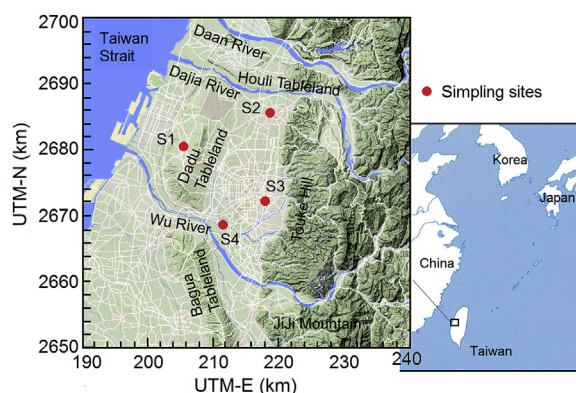 2700
2690
2680
2670
2660
2650
UTM-N (km)
190
200
210
220
230
240
UTM-E (km)
Taiwan
Strait
Daan River
Houli Tableland
Dajia River
S2
S1
Dadu
Tableland
S3
Touke Hill
Wu River
S4
Bagua
Tableland
JiJi Mountain
Simpling sites
Korea
Japan
China
Taiwan